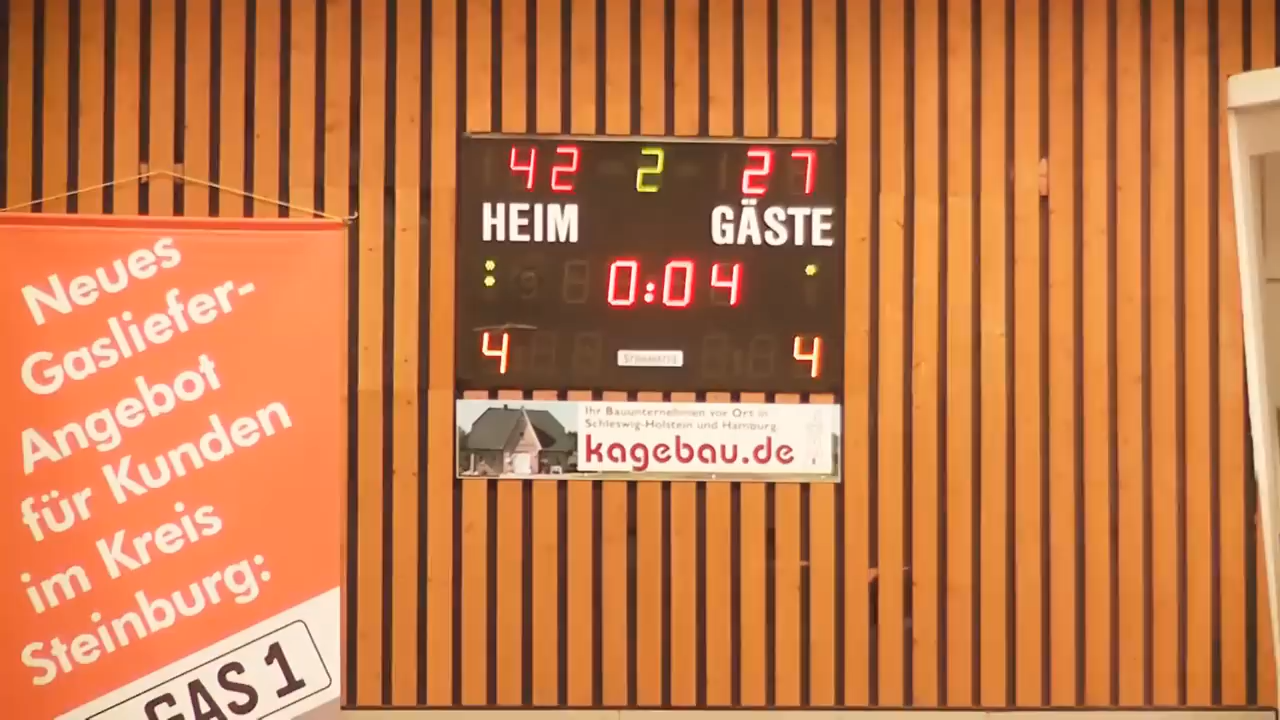 42 2 27
HEIM GÄSTE
0:04
4 4
Stramatel
Ihr Bauunternehmen vor Ort in
Schleswig-Holstein und Hamburg
kagebau.de
Neues
Gasliefer-
Angebot
für Kunden
im Kreis
Steinburg:
GAS 1